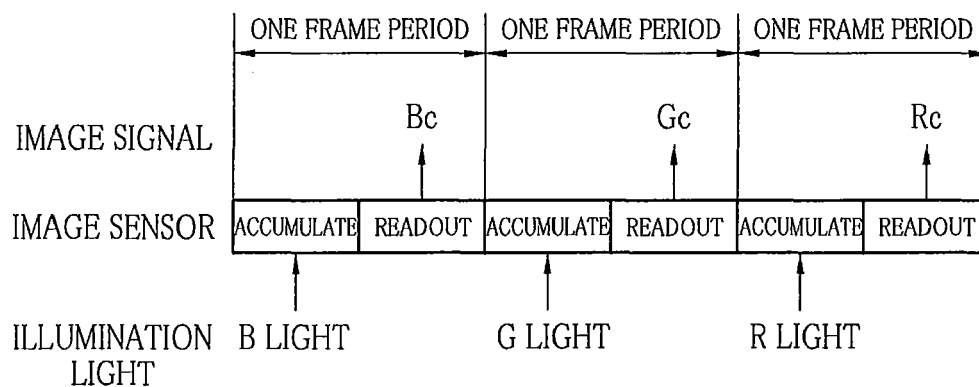 ONE FRAME PERIOD ONE FRAME PERIOD ONE FRAME PERIOD
IMAGE SIGNAL Bc Gc Rc
IMAGE SENSOR ACCUMULATE READOUT ACCUMULATE READOUT ACCUMULATE READOUT
ILLUMINATION B LIGHT G LIGHT R LIGHT
LIGHT